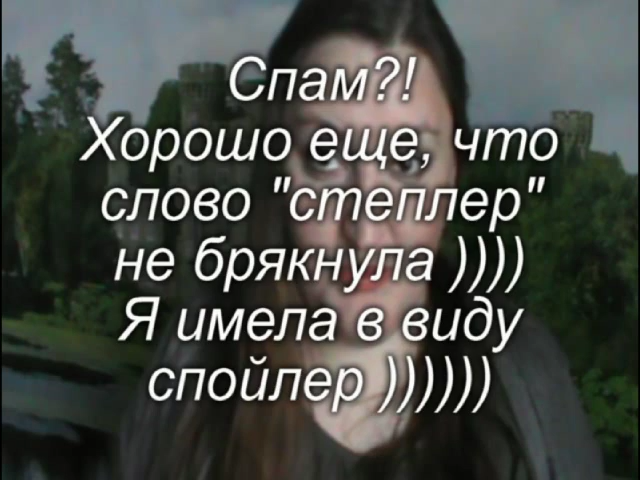 Спам?!
Хорошо еще, что
слово "степлер"
не брякнула ))))
Я имела в виду
спойлер ))))))